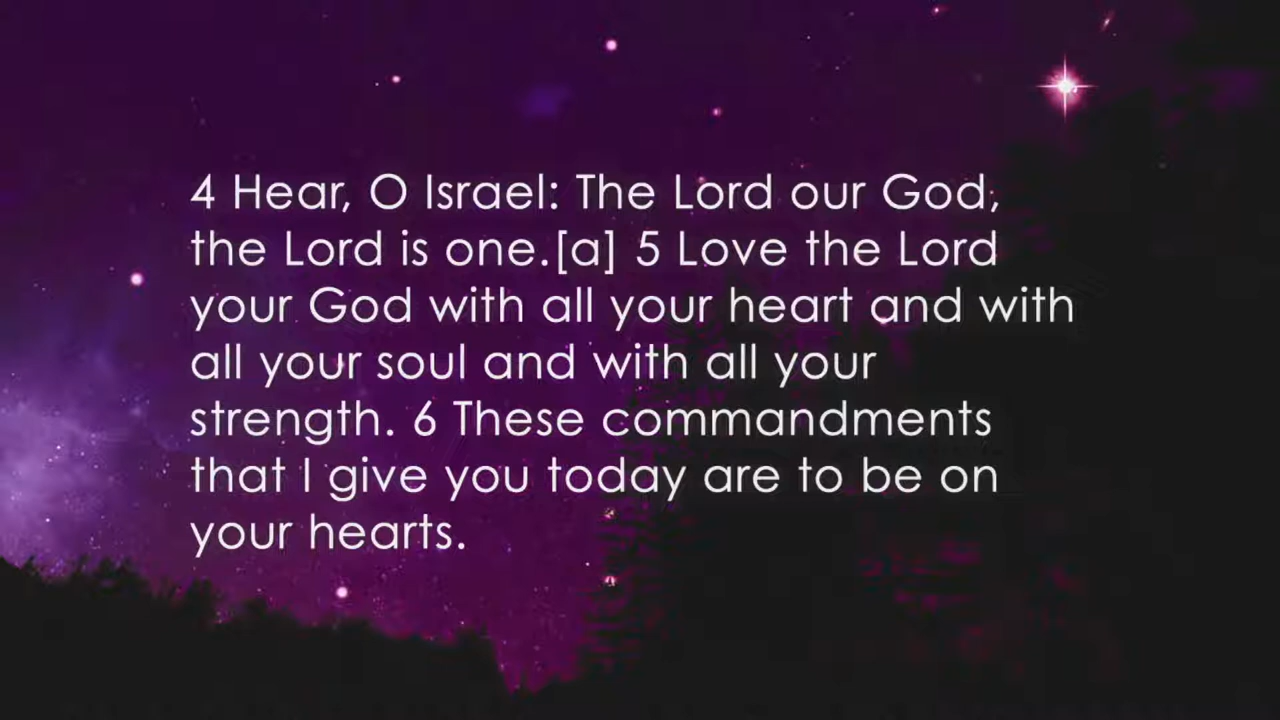 4 Hear, O Israel: The Lord our God,
the Lord is one.[a] 5 Love the Lord
your God with all your heart and with
all your soul and with all your
strength. 6 These commandments
that I give you today are to be on
your hearts.